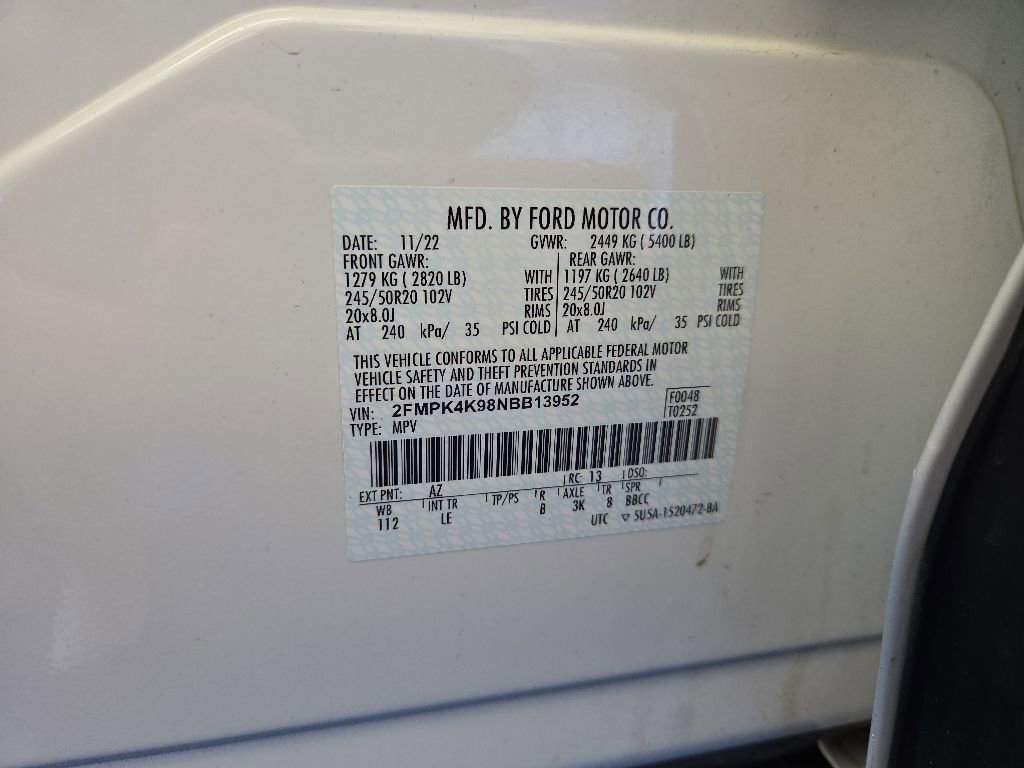 MFD. BY FORD MOTOR CO.
DATE: 11/22 GVWR: 2449 KG ( 5400 LB)
FRONT GAWR: REAR GAWR:
1279 KG ( 2820 LB) WITH 1197 KG ( 2640 LB) WITH
245/50R20 102V TIRES 245/50R20 102V TIRES
20x8.0J RIMS 20x8.0J RIMS
AT 240 kPa/ 35 PSI COLD AT 240 kPa/ 35 PSI COLD
THIS VEHICLE CONFORMS TO ALL APPLICABLE FEDERAL MOTOR
VEHICLE SAFETY AND THEFT PREVENTION STANDARDS IN
EFFECT ON THE DATE OF MANUFACTURE SHOWN ABOVE.
VIN: 2FMPK4K98NBB13952 F0048
TYPE: MPV T0252
EXT PNT: AZ RC: 13 DSO:
WB INT TR TP/PS R AXLE TR SPR
112 LE B 3K 8 BBCC
UTC ▽ 5U5A-1520472-BA